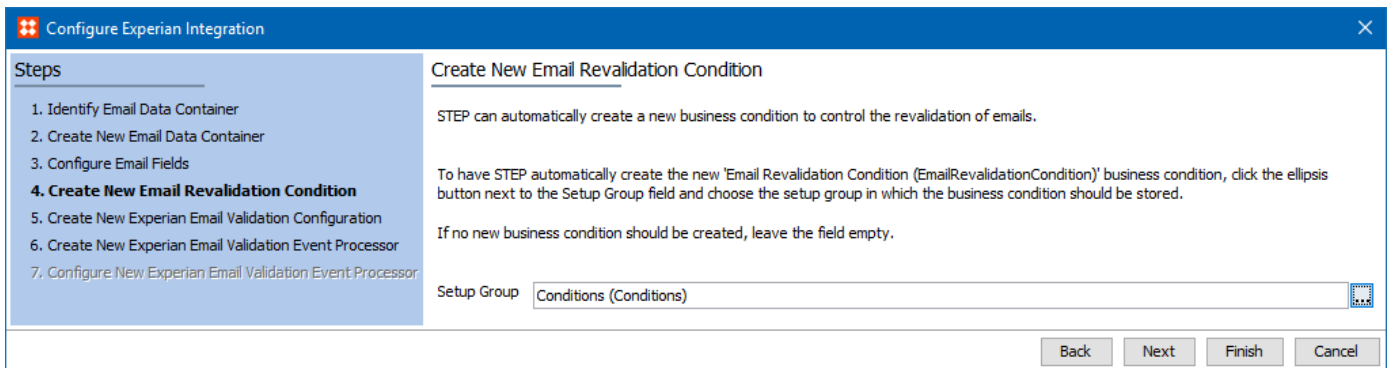 Configure Experian Integration
Steps
1. Identify Email Data Container
2. Create New Email Data Container
3. Configure Email Fields
4. Create New Email Revalidation Condition
5. Create New Experian Email Validation Configuration
6. Create New Experian Email Validation Event Processor
7. Configure New Experian Email Validation Event Processor
Create New Email Revalidation Condition
STEP can automatically create a new business condition to control the revalidation of emails.
To have STEP automatically create the new 'Email Revalidation Condition (EmailRevalidationCondition)' business condition, click the ellipsis
button next to the Setup Group field and choose the setup group in which the business condition should be stored.
If no new business condition should be created, leave the field empty.
Setup Group Conditions (Conditions) ...
Back Next Finish Cancel